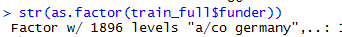 > str(as.factor(train_full$funder))
 Factor w/ 1896 levels "a/co germany",..: 1